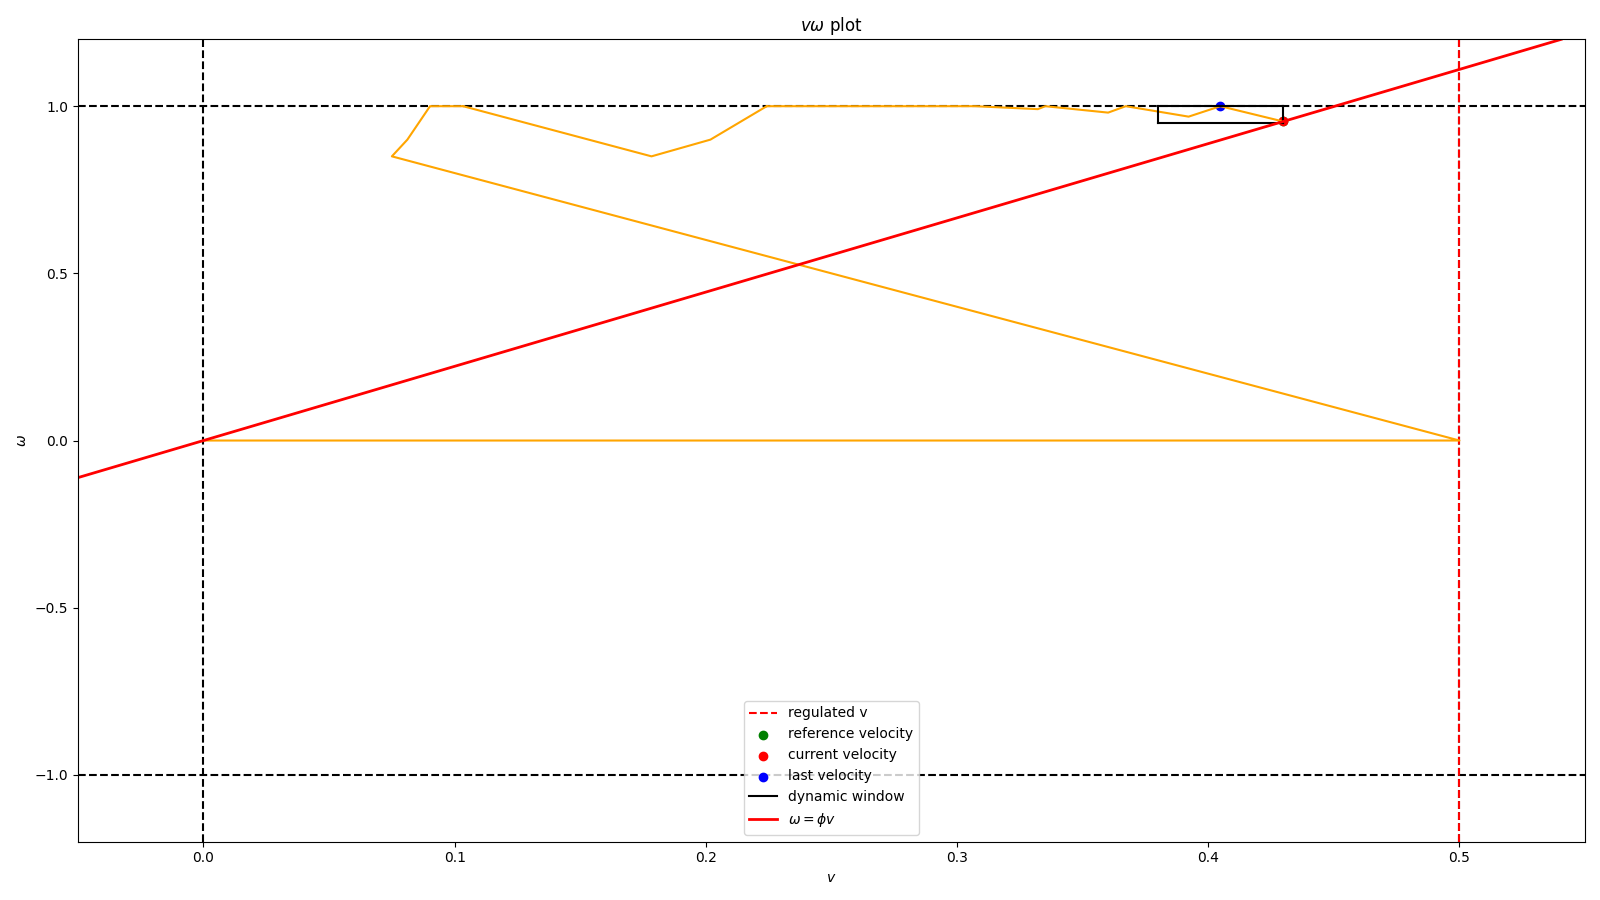 vω plot
1.0
0.5
0.0
−0.5
−1.0
ω
0.0 0.1 0.2 0.3 0.4 0.5
v
regulated v
reference velocity
current velocity
last velocity
dynamic window
ω = ϕv